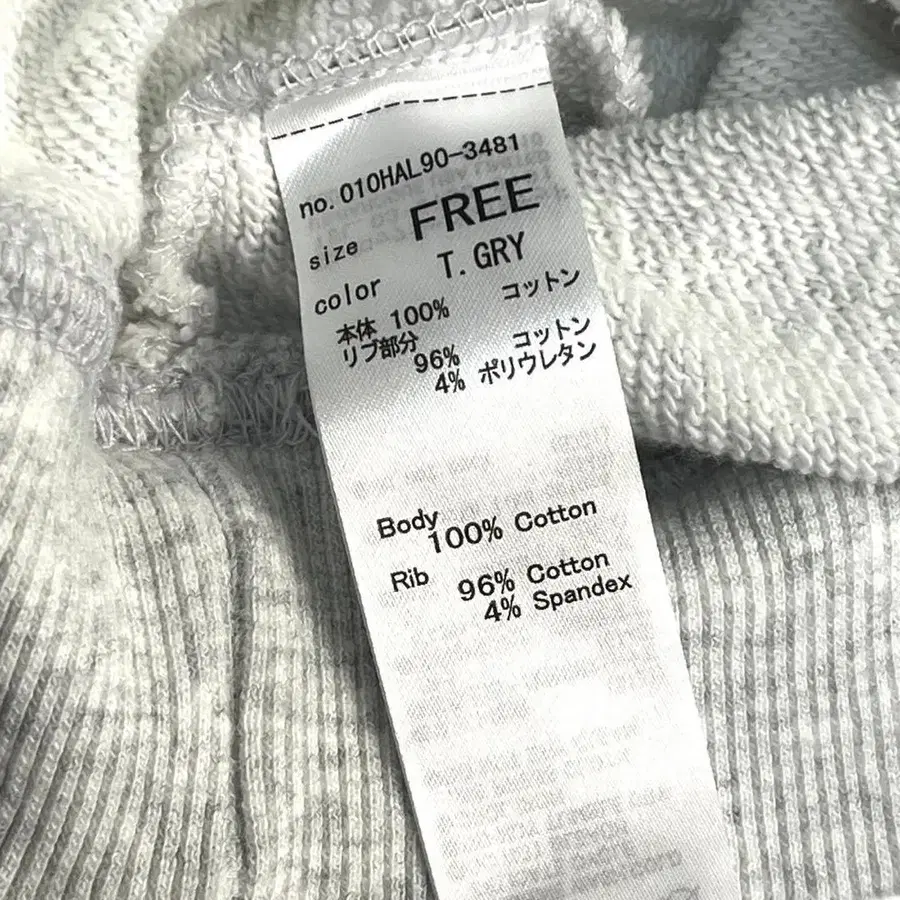 no. 010HAL90-3481
size FREE
color T. GRY
本体 100% コットン
リブ部分
96% コットン
4% ポリウレタン
Body
100% Cotton
Rib
96% Cotton
4% Spandex